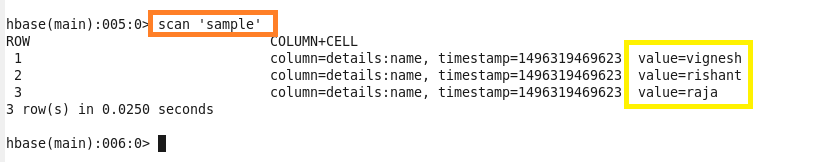 hbase(main):005:0> scan 'sample'
ROW COLUMN+CELL
1 column=details:name, timestamp=1496319469623 value=vignesh
2 column=details:name, timestamp=1496319469623 value=rishant
3 column=details:name, timestamp=1496319469623 value=raja
3 row(s) in 0.0250 seconds
hbase(main):006:0>